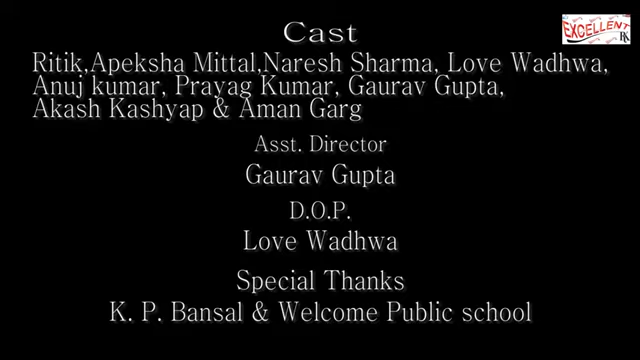 Cast
EXCELLENT
RK
Ritik,Apeksha Mittal,Naresh Sharma, Love Wadhwa,
Anuj kumar, Prayag Kumar, Gaurav Gupta,
Akash Kashyap & Aman Garg
Asst. Director
Gaurav Gupta
D.O.P.
Love Wadhwa
Special Thanks
K. P. Bansal & Welcome Public school